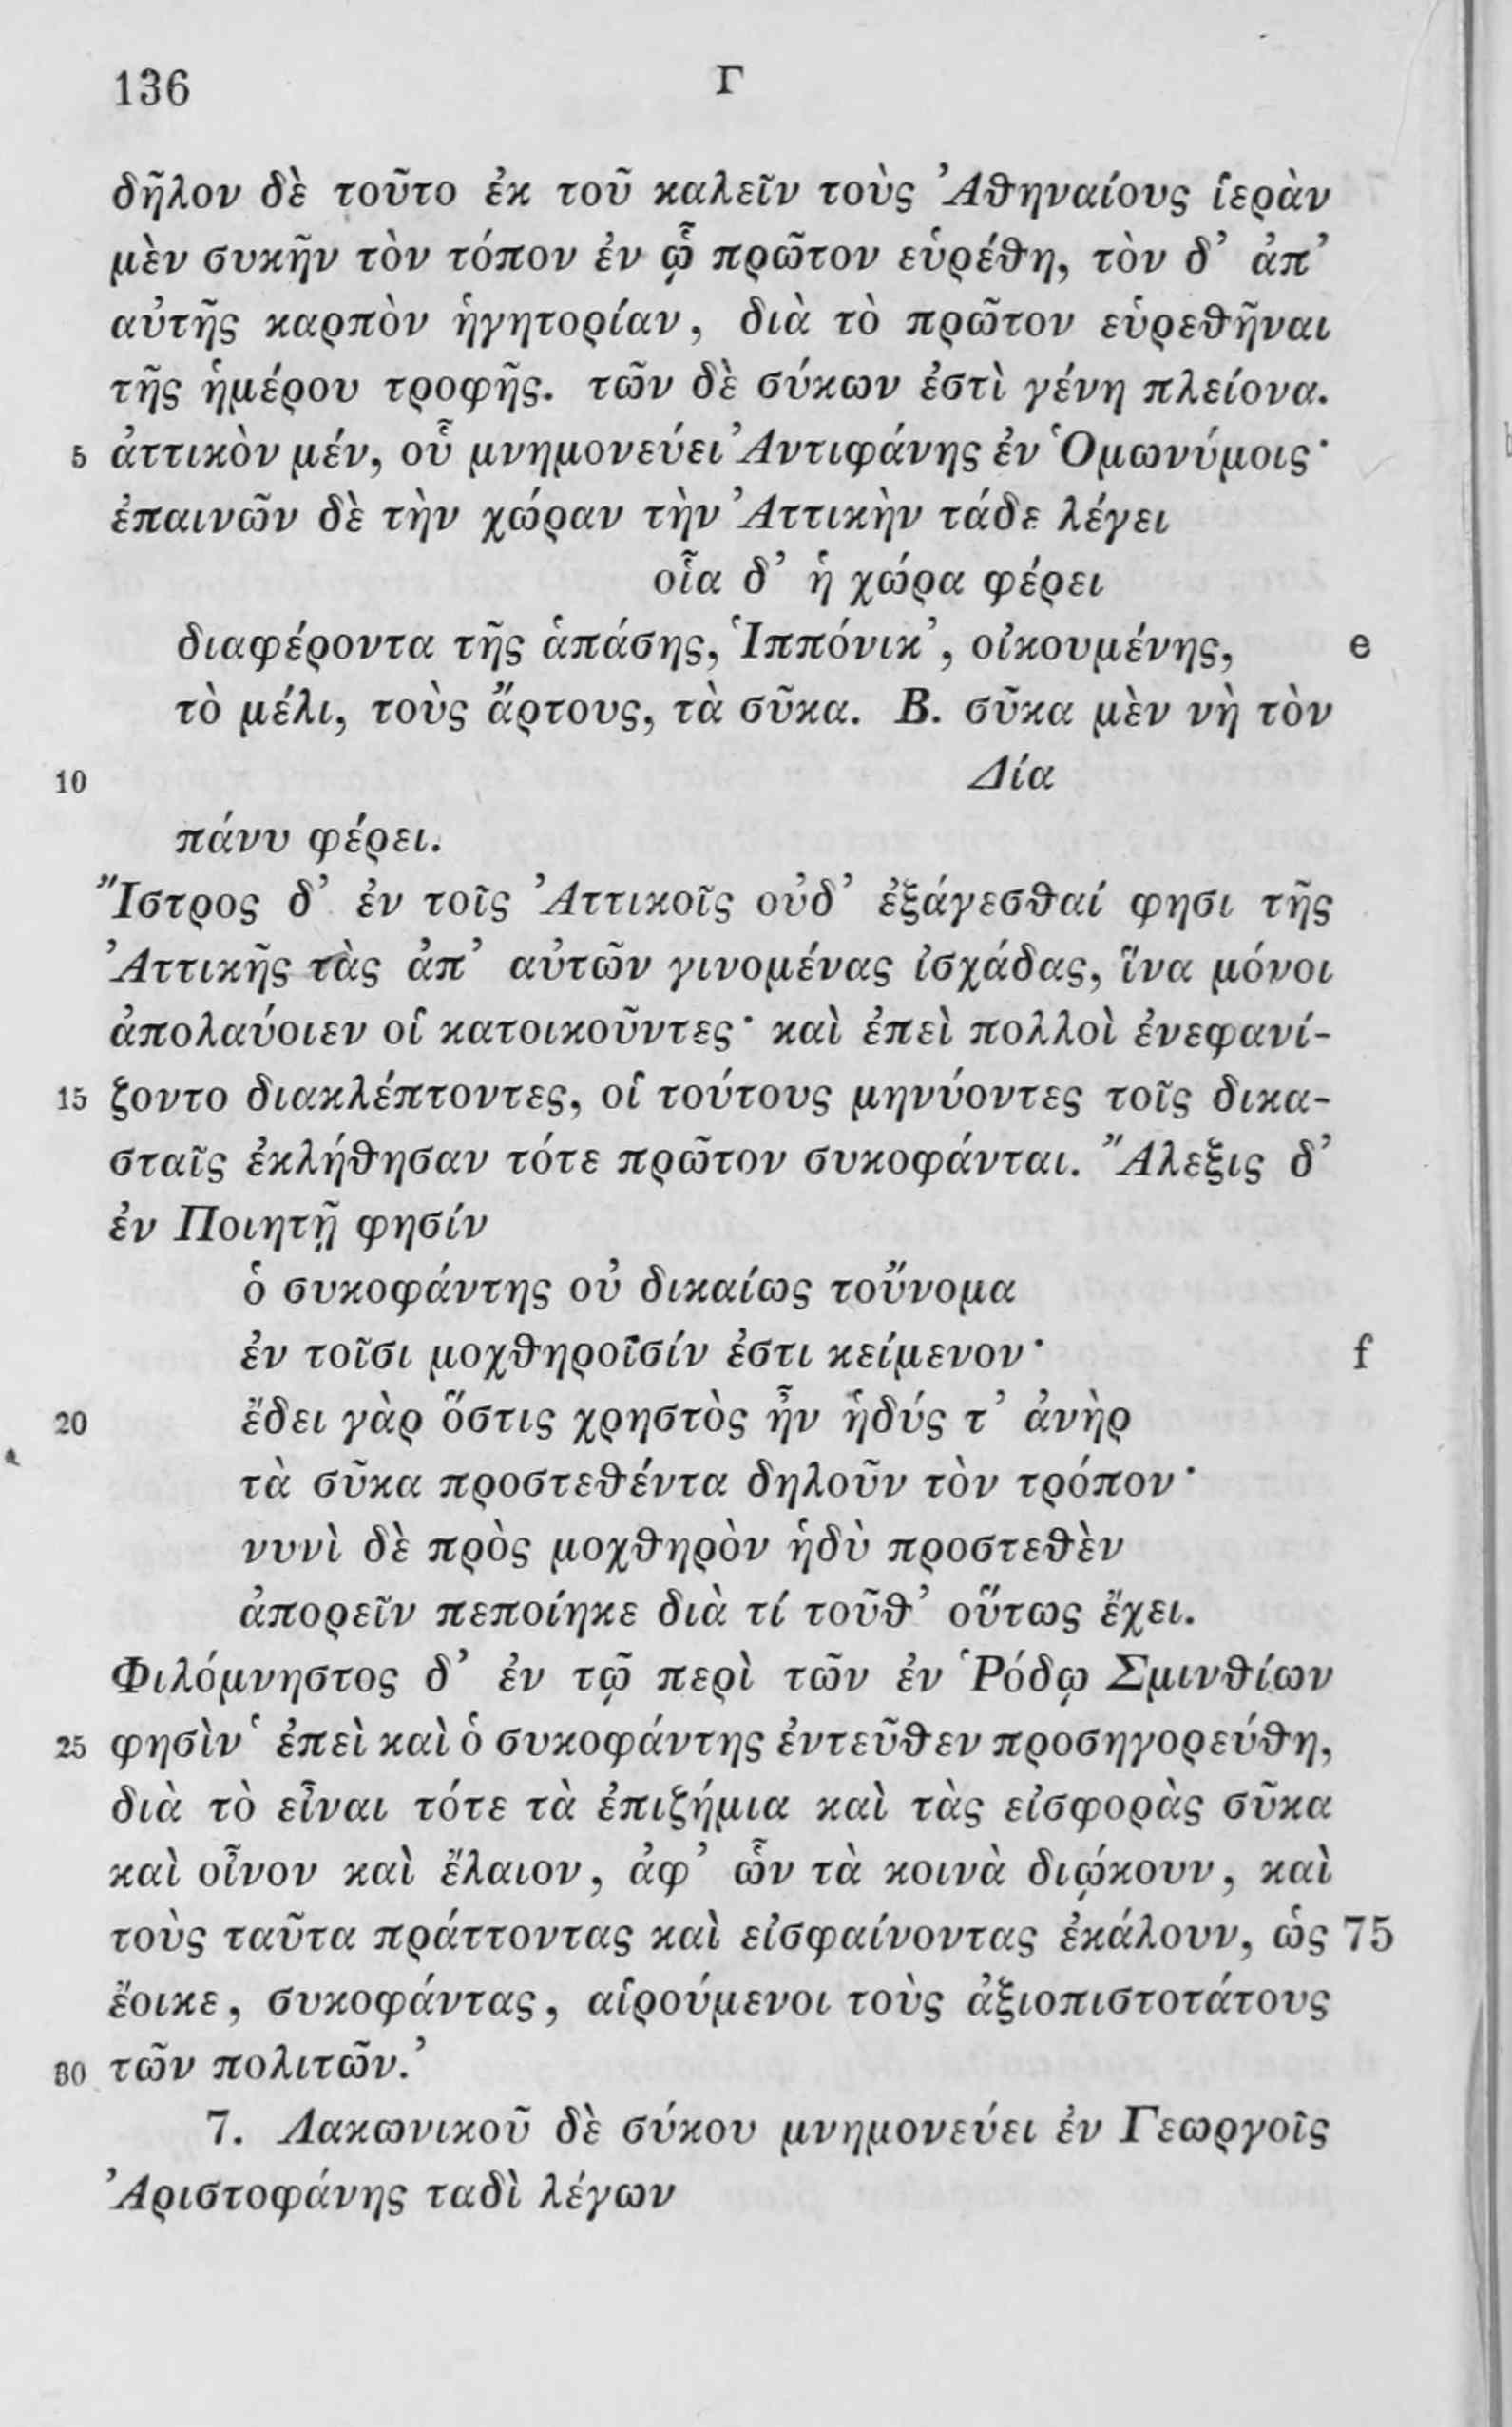 136 Γ
δῆλον δὲ τοῦτο ἐκ τοῦ καλεῖν τοὺς Ἀθηναίους ἱερὰν
μὲν συκῆν τὸν τόπον ἐν ᾧ πρῶτον εὑρέθη, τὸν δ’ ἀπ’
αὐτῆς καρπὸν ἡγητορίαν, διὰ τὸ πρῶτον εὑρεθῆναι
τῆς ἡμέρου τροφῆς. τῶν δὲ σύκων ἐστὶ γένη πλείονα.
5 ἀττικὸν μέν, οὗ μνημονεύει Ἀντιφάνης ἐν Ὁμωνύμοις·
ἐπαινῶν δὲ τὴν χώραν τὴν Ἀττικὴν τάδε λέγει
οἷα δ’ ἡ χώρα φέρει
διαφέροντα τῆς ἁπάσης, Ἱππόνικ’, οἰκουμένης, e
τὸ μέλι, τοὺς ἄρτους, τὰ σῦκα. Β. σῦκα μὲν νὴ τὸν
10 Δία
πάνυ φέρει.
Ἴστρος δ’ ἐν τοῖς Ἀττικοῖς οὐδ’ ἐξάγεσθαί φησι τῆς
Ἀττικῆς τὰς ἀπ’ αὐτῶν γινομένας ἰσχάδας, ἵνα μόνοι
ἀπολαύοιεν οἱ κατοικοῦντες· καὶ ἐπεὶ πολλοὶ ἐνεφανί-
15 ζοντο διακλέπτοντες, οἱ τούτους μηνύοντες τοῖς δικα-
σταῖς ἐκλήθησαν τότε πρῶτον συκοφάνται. Ἄλεξις δ’
ἐν Ποιητῇ φησίν
ὁ συκοφάντης οὐ δικαίως τοὔνομα
ἐν τοῖσι μοχθηροῖσίν ἐστι κείμενον· f
20 ἔδει γὰρ ὅστις χρηστὸς ἦν ἡδύς τ’ ἀνὴρ
τὰ σῦκα προστεθέντα δηλοῦν τὸν τρόπον·
νυνὶ δὲ πρὸς μοχθηρὸν ἡδὺ προστεθὲν
ἀπορεῖν πεποίηκε διὰ τί τοῦθ’ οὕτως ἔχει.
Φιλόμνηστος δ’ ἐν τῷ περὶ τῶν ἐν Ῥόδῳ Σμινθίων
25 φησὶν ‘ἐπεὶ καὶ ὁ συκοφάντης ἐντεῦθεν προσηγορεύθη,
διὰ τὸ εἶναι τότε τὰ ἐπιζήμια καὶ τὰς εἰσφορὰς σῦκα
καὶ οἶνον καὶ ἔλαιον, ἀφ’ ὧν τὰ κοινὰ διῴκουν, καὶ
τοὺς ταῦτα πράττοντας καὶ εἰσφαίνοντας ἐκάλουν, ὡς 75
ἔοικε, συκοφάντας, αἱρούμενοι τοὺς ἀξιοπιστοτάτους
30 τῶν πολιτῶν.’
7. Λακωνικοῦ δὲ σύκου μνημονεύει ἐν Γεωργοῖς
Ἀριστοφάνης ταδὶ λέγων